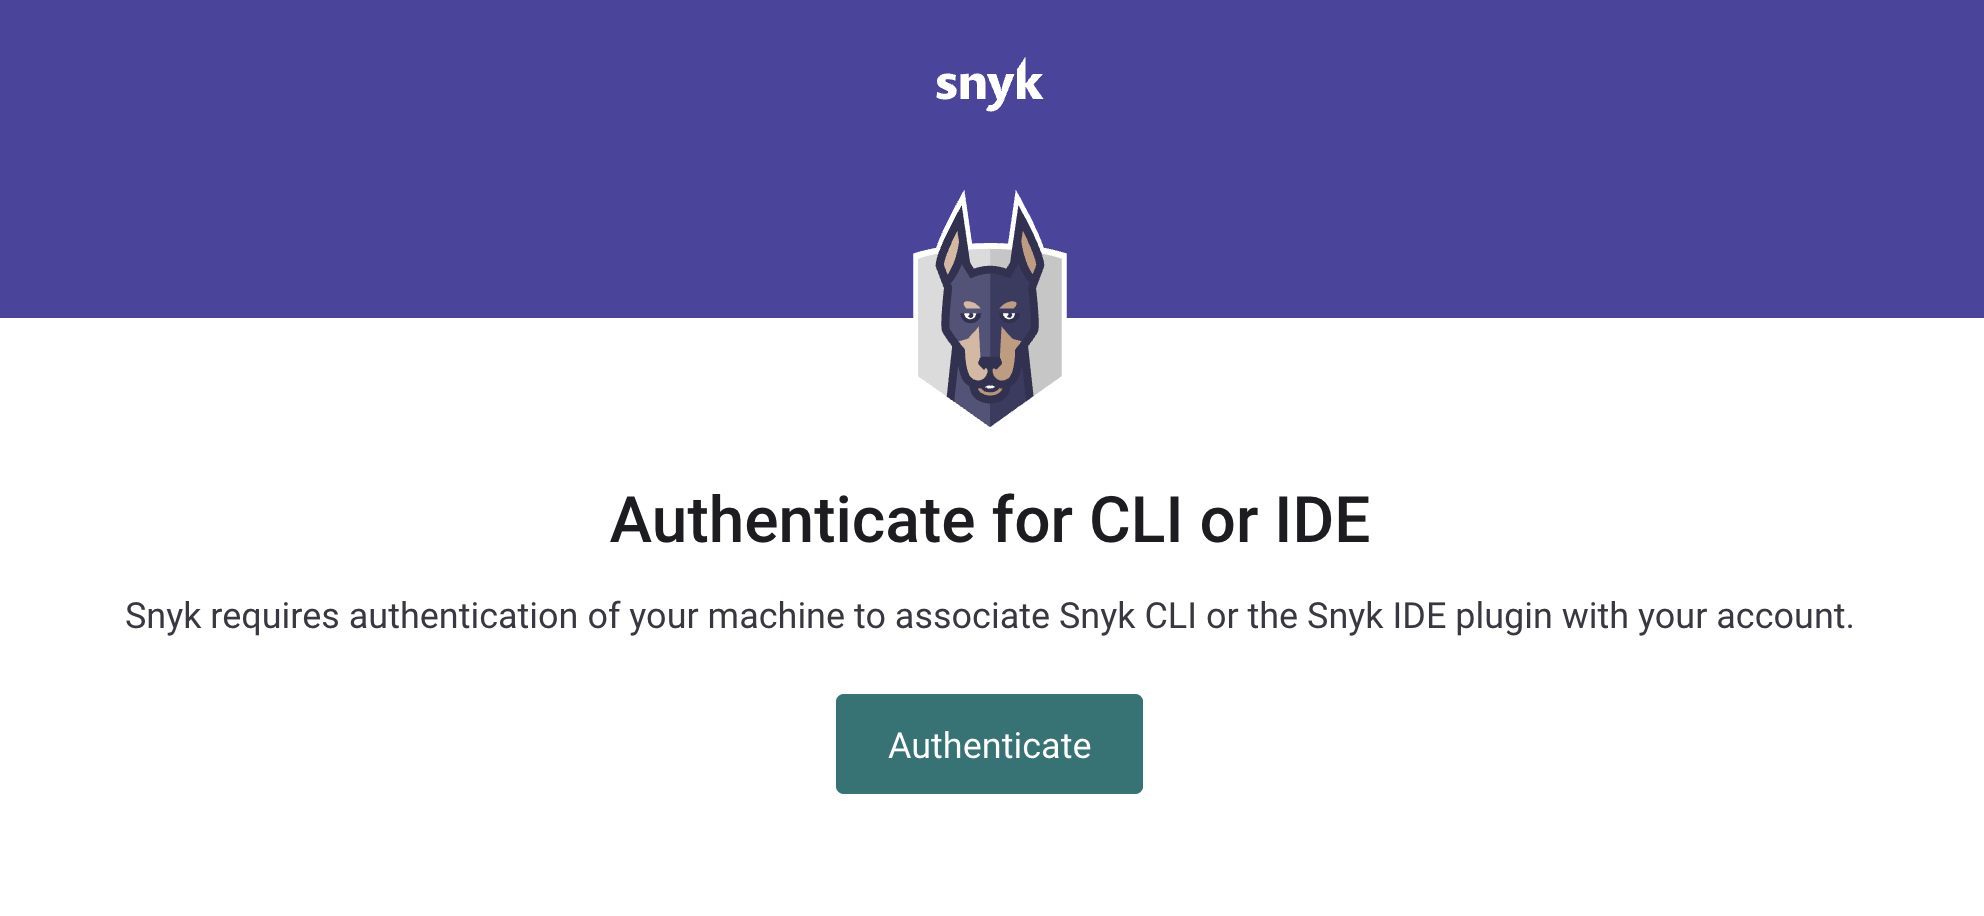 snyk
Authenticate for CLI or IDE
Snyk requires authentication of your machine to associate Snyk CLI or the Snyk IDE plugin with your account.
Authenticate